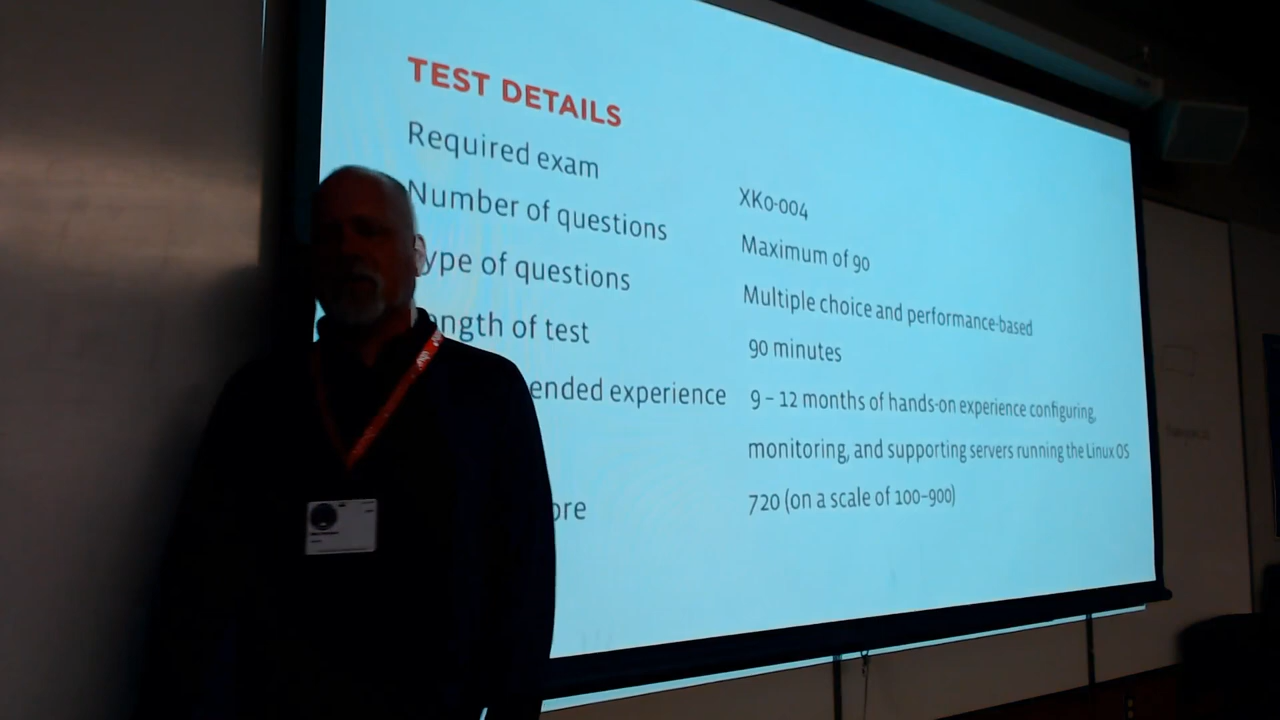 TEST DETAILS
Required exam
XK0-004
Number of questions
Maximum of 90
ype of questions
Multiple choice and performance-based
ength of test
90 minutes
ended experience
9 – 12 months of hands-on experience configuring,
monitoring, and supporting servers running the Linux OS
ore
720 (on a scale of 100–900)